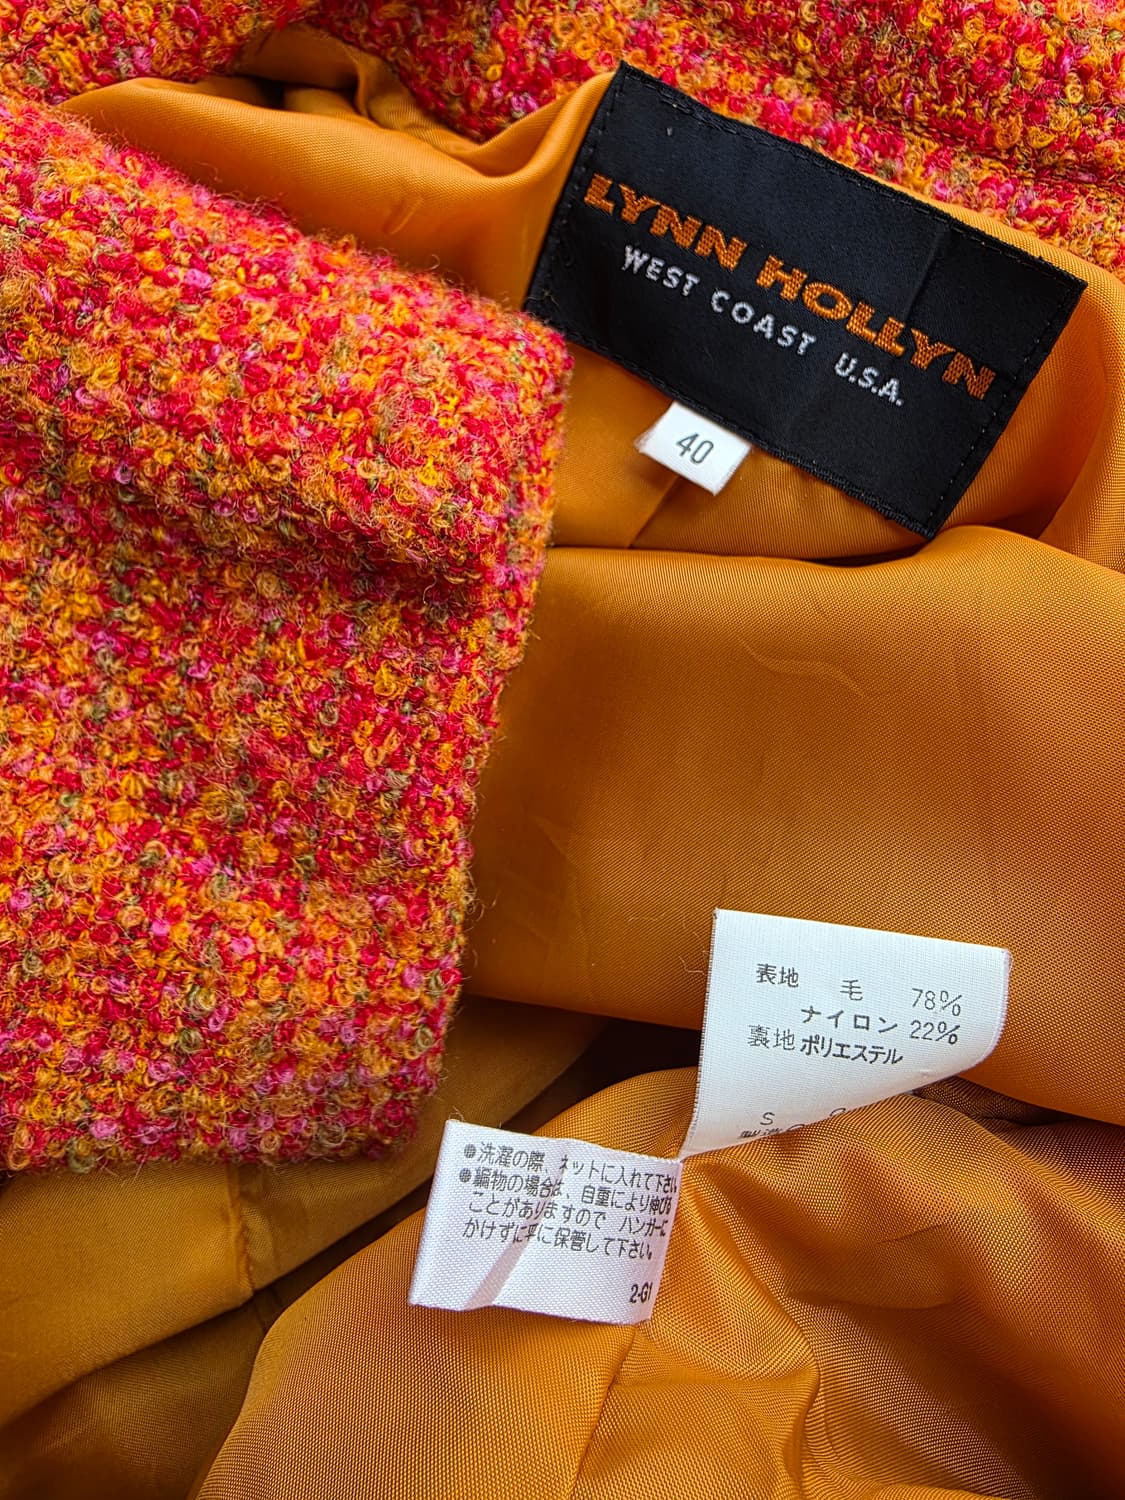 LYNN HOLLYN
WEST COAST U.S.A.
40
表地 毛 78%
ナイロン 22%
裏地 ポリエステル
S
●洗濯の際、ネットに入れて下さい
●編物の場合は、自重により伸びる
ことがありますので ハンガーに
かけずに平に保管して下さい。
2-G1